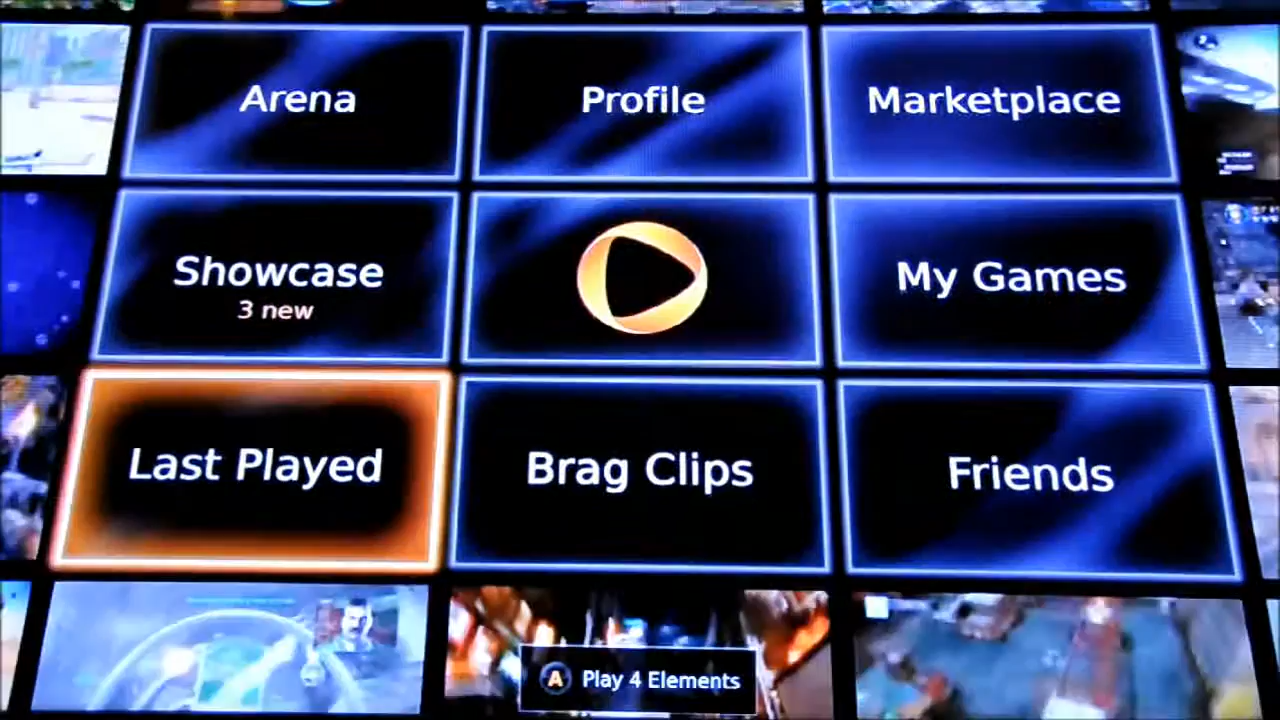 Arena
Profile
Marketplace
Showcase
3 new
My Games
Last Played
Brag Clips
Friends
A Play 4 Elements